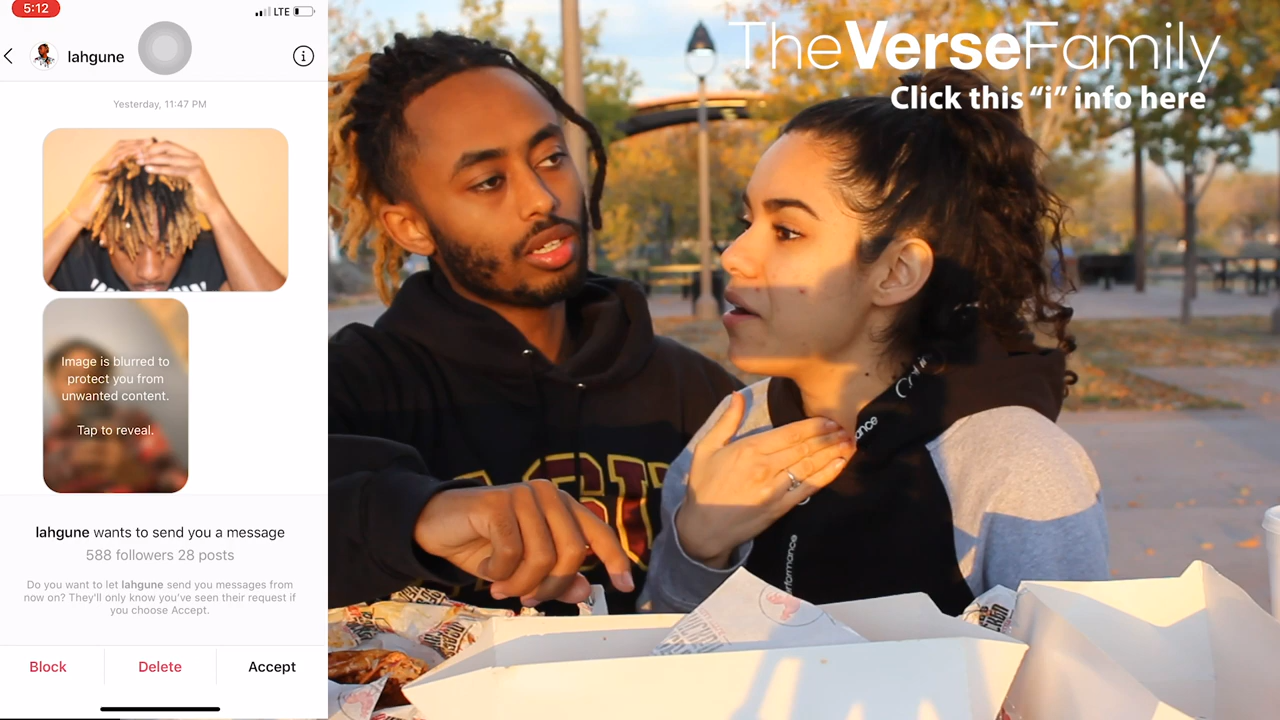 5:12
LTE
lahgune
i
Yesterday, 11:47 PM
Image is blurred to
protect you from
unwanted content.
Tap to reveal.
lahgune wants to send you a message
588 followers 28 posts
Do you want to let lahgune send you messages from
now on? They'll only know you've seen their request if
you choose Accept.
Block
Delete
Accept
TheVerseFamily
Click this “i” info here
ASU